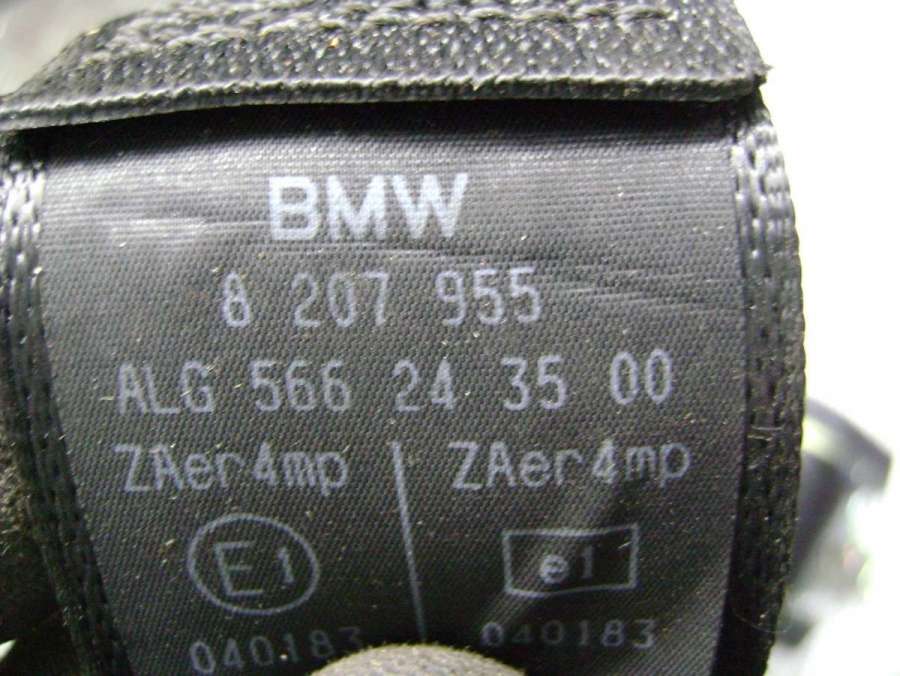 BMW
8 207 955
ALG 566 24 35 00
ZAer4mp ZAer4mp
E1 e1
040183 040183